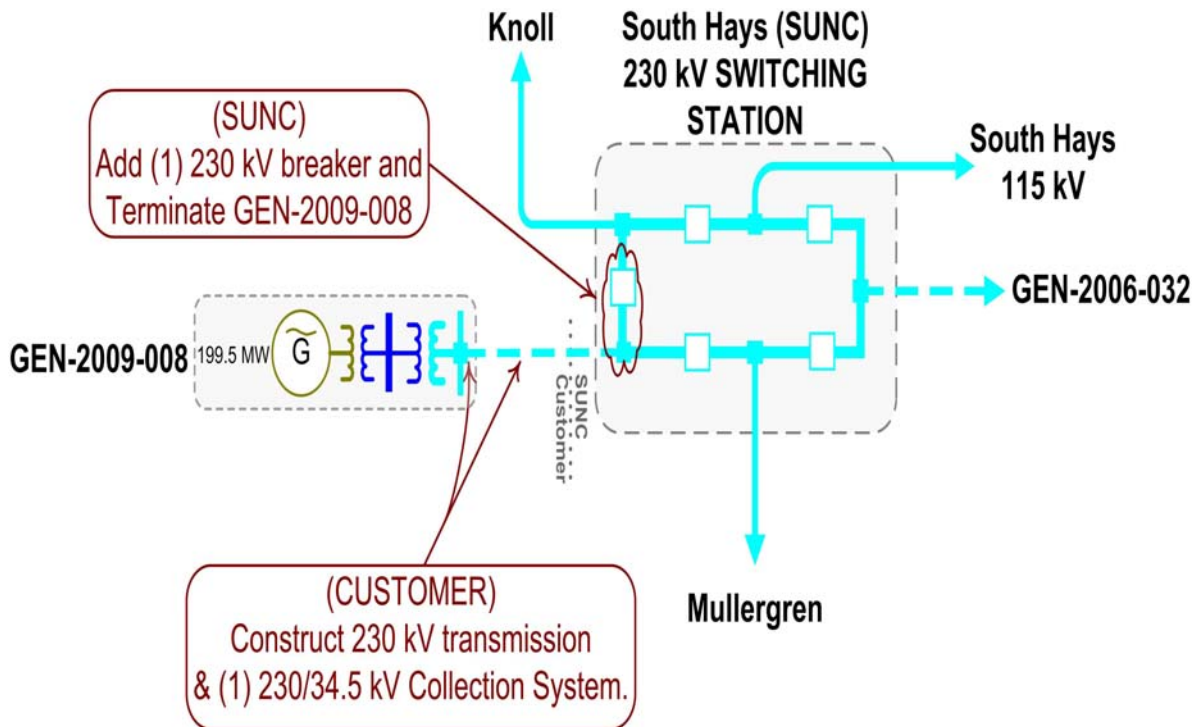 Knoll
South Hays (SUNC)
230 kV SWITCHING
STATION
(SUNC)
Add (1) 230 kV breaker and
Terminate GEN-2009-008
South Hays
115 kV
GEN-2006-032
GEN-2009-008
199.5 MW
G
SUNC
Customer
(CUSTOMER)
Construct 230 kV transmission
& (1) 230/34.5 kV Collection System.
Mullergren